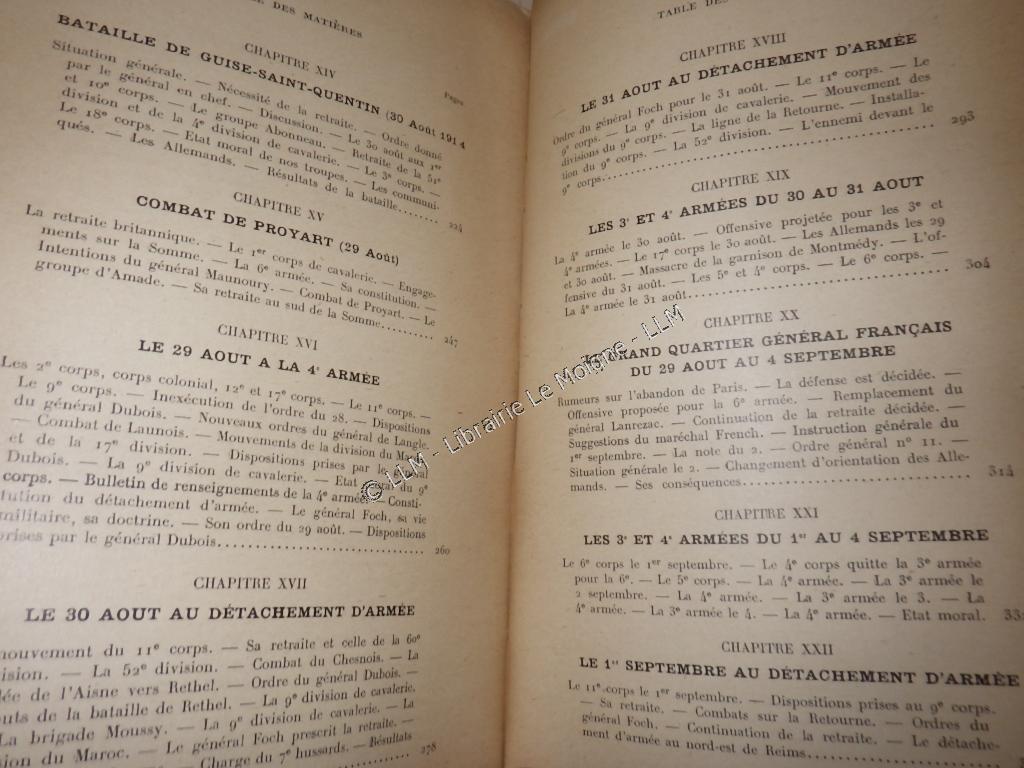 DES MATIÈRES
CHAPITRE XIV
Pages
BATAILLE DE GUISE-SAINT-QUENTIN (30 Août 1914
Situation générale. — Nécessité de la retraite. — Ordre donné
par le général en chef. — Discussion. — Le 30 août aux 1er
et 10e corps. — Le groupe Abonneau. — Retraite de la 51e
division et de la 4e division de cavalerie. — Le 3e corps. —
Le 18e corps. — Etat moral de nos troupes. — Les communi-
qués. — Les Allemands. — Résultats de la bataille........ 224
CHAPITRE XV
COMBAT DE PROYART (29 Août)
La retraite britannique. — Le 1er corps de cavalerie. — Engage-
ments sur la Somme. — La 6e armée. — Sa constitution. —
Intentions du général Maunoury. — Combat de Proyart. — Le
groupe d'Amade. — Sa retraite au sud de la Somme........ 247
CHAPITRE XVI
LE 29 AOUT A LA 4e ARMÉE
Les 2e corps, corps colonial, 12e et 17e corps. — Le 11e corps. —
Le 9e corps. — Inexécution de l'ordre du 28. — Dispositions
du général Dubois. — Nouveaux ordres du général de Langle.
— Combat de Launois. — Mouvements de la division du Maroc
et de la 17e division. — Dispositions prises par le général
Dubois. — La 9e division de cavalerie. — Etat moral du 9e
corps. — Bulletin de renseignements de la 4e armée. — Consti-
tution du détachement d'armée. — Le général Foch, sa vie
militaire, sa doctrine. — Son ordre du 29 août. — Dispositions
prises par le général Dubois.............................. 260
CHAPITRE XVII
LE 30 AOUT AU DÉTACHEMENT D'ARMÉE
mouvement du 11e corps. — Sa retraite et celle de la 60e
ision. — La 52e division. — Combat du Chesnois. — La
lée de l'Aisne vers Rethel. — Ordre du général Dubois. —
uts de la bataille de Rethel. — La 9e division de cavalerie.
La brigade Moussy. — La 9e division de cavalerie. — La
sion du Maroc. — Le général Foch prescrit la retraite. —
Charge du 7e hussards. — Résultats
278
TABLE DES
CHAPITRE XVIII
LE 31 AOUT AU DÉTACHEMENT D'ARMÉE
Ordre du général Foch pour le 31 août. — Le 11e corps. — Le
9e corps. — La 9e division de cavalerie. — Mouvement des
divisions du 9e corps. — La ligne de la Retourne. — Installa-
tion du 9e corps. — La 52e division. — L'ennemi devant le
9e corps........................................ 293
CHAPITRE XIX
LES 3e ET 4e ARMÉES DU 30 AU 31 AOUT
La 4e armée le 30 août. — Offensive projetée pour les 3e et
4e armées. — Le 17e corps le 30 août. — Les Allemands les 29
et 30 août. — Massacre de la garnison de Montmédy. — L'of-
fensive du 31 août. — Les 5e et 4e corps. — Le 6e corps. —
La 4e armée le 31 août.............................. 304
CHAPITRE XX
GRAND QUARTIER GÉNÉRAL FRANÇAIS
DU 29 AOUT AU 4 SEPTEMBRE
Rumeurs sur l'abandon de Paris. — La défense est décidée. —
Offensive proposée pour la 6e armée. — Remplacement du
général Lanrezac. — Continuation de la retraite décidée. —
Suggestions du maréchal French. — Instruction générale du
1er septembre. — La note du 2. — Ordre général n° 11. —
Situation générale le 2. — Changement d'orientation des Alle-
mands. — Ses conséquences........................ 314
CHAPITRE XXI
LES 3e ET 4e ARMÉES DU 1er AU 4 SEPTEMBRE
Le 6e corps le 1er septembre. — Le 4e corps quitte la 3e armée
pour la 6e. — Le 5e corps. — La 4e armée. — La 3e armée le
2 septembre. — La 4e armée. — La 3e armée le 3. — La
4e armée. — La 3e armée le 4. — La 4e armée. — Etat moral.
CHAPITRE XXII
LE 1er SEPTEMBRE AU DÉTACHEMENT D'ARMÉE
Le 11e corps le 1er septembre. — Dispositions prises au 9e corps.
— Sa retraite. — Combats sur la Retourne. — Ordres du
général Foch. — Continuation de la retraite. — Le détache-
ment d'armée au nord-est de Reims
© LLM - Librairie Le Moigne - LLM